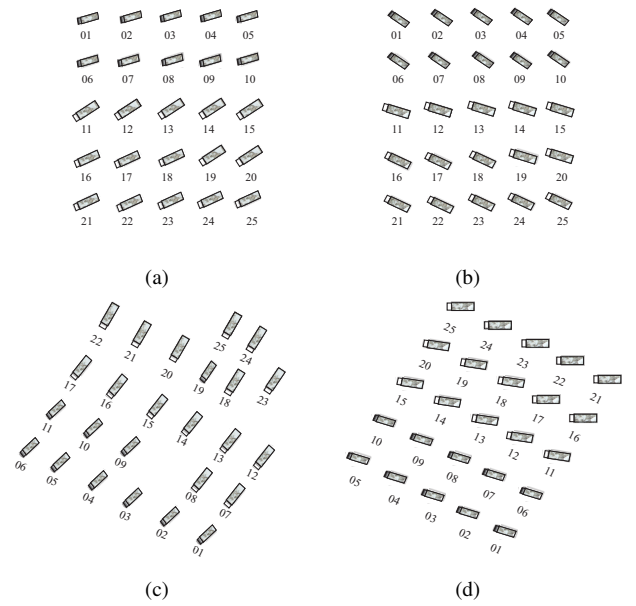 01 02 03 04 05
06 07 08 09 10
11 12 13 14 15
16 17 18 19 20
21 22 23 24 25
(a)
01 02 03 04 05
06 07 08 09 10
11 12 13 14 15
16 17 18 19 20
21 22 23 24 25
(b)
22 21 20 25 24
17 16 19 18 23
11 10 15 14
06 05 09 13 12
04 03 08 07
02 01
(c)
25 24 23 22 21
20 19 18 17 16
15 14 13 12 11
10 09 08 07 06
05 04 03 02 01
(d)